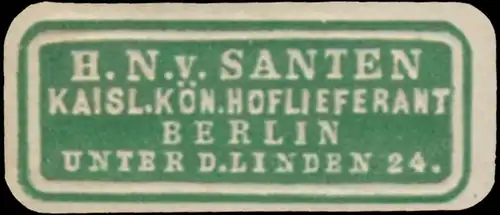 H. N. v. SANTEN
KAISL. KÖN. HOFLIEFERANT
BERLIN
UNTER D. LINDEN 24.